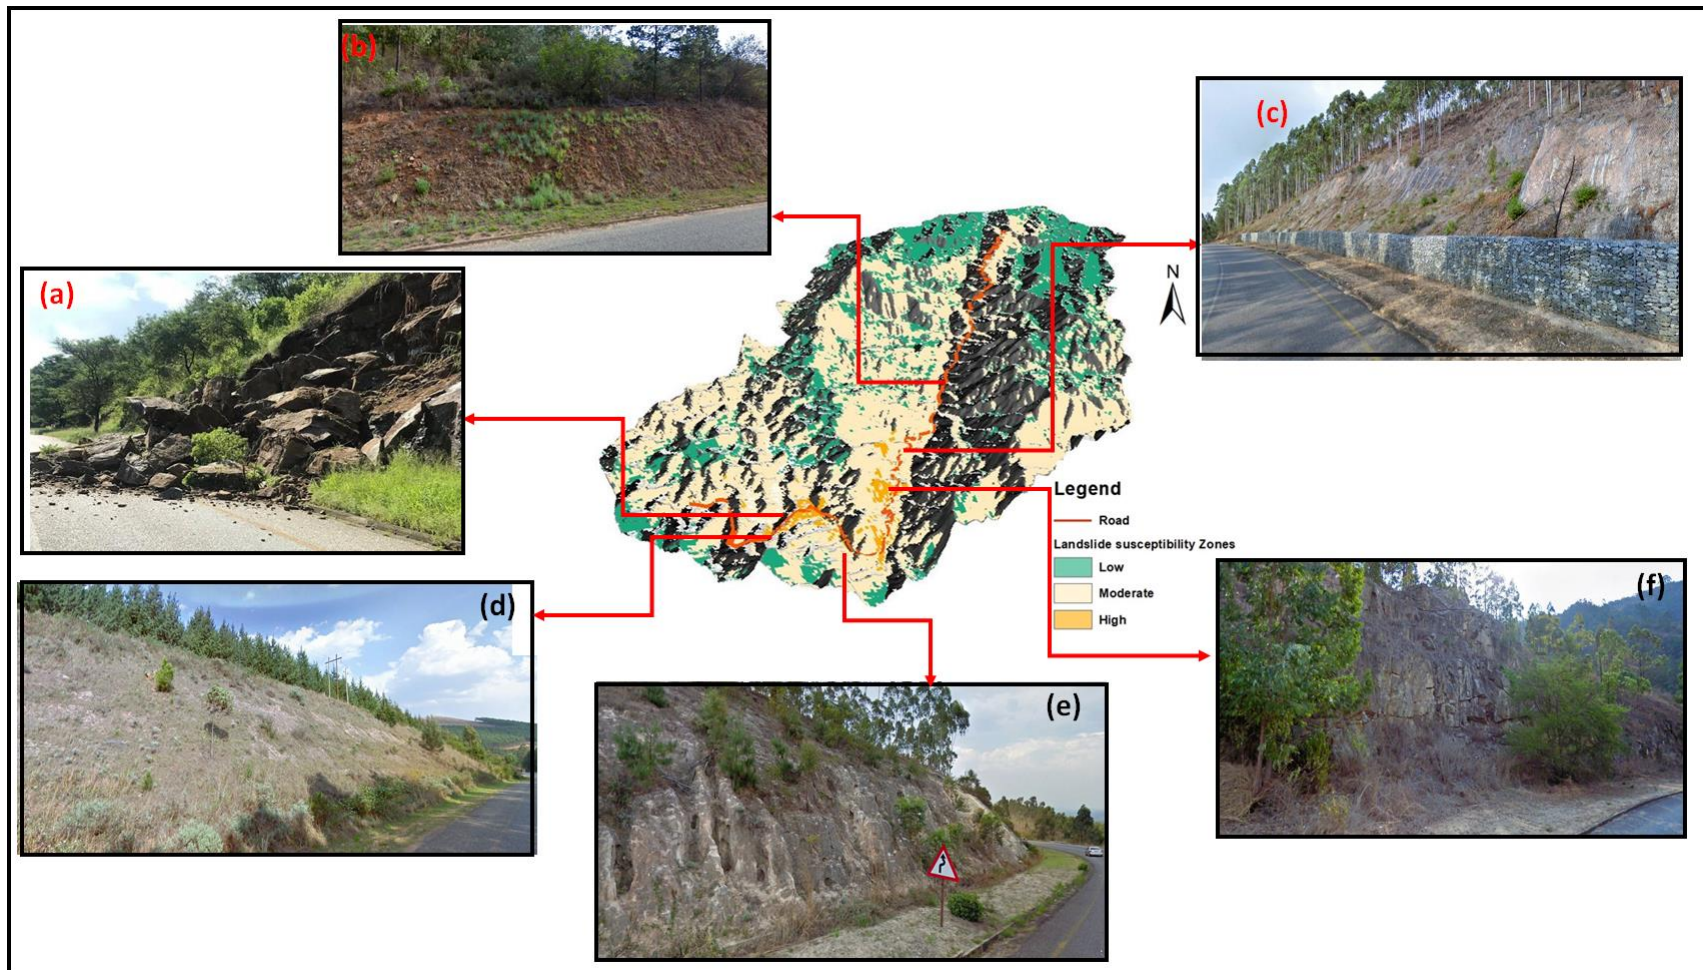 (b)
(c)
(a)
N
Legend
Road
Landslide susceptibility Zones
Low
Moderate
High
(d)
(e)
(f)